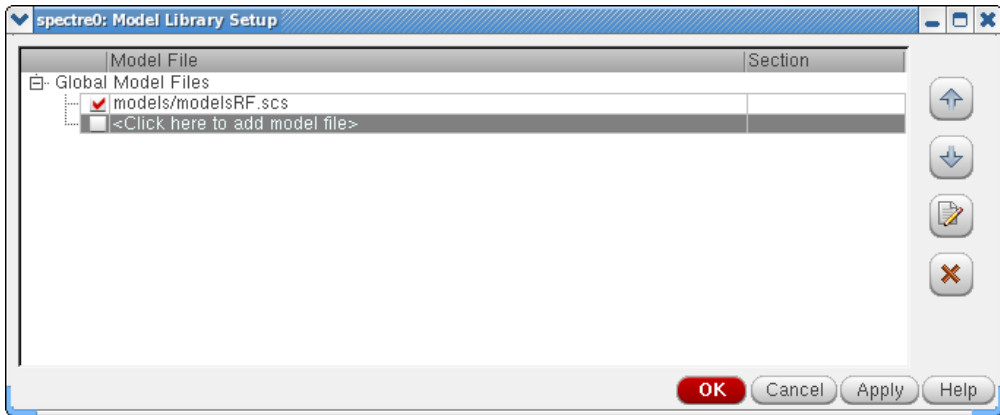 spectre0: Model Library Setup
Model File Section
Global Model Files
models/modelsRF.scs
<Click here to add model file>
OK Cancel Apply Help